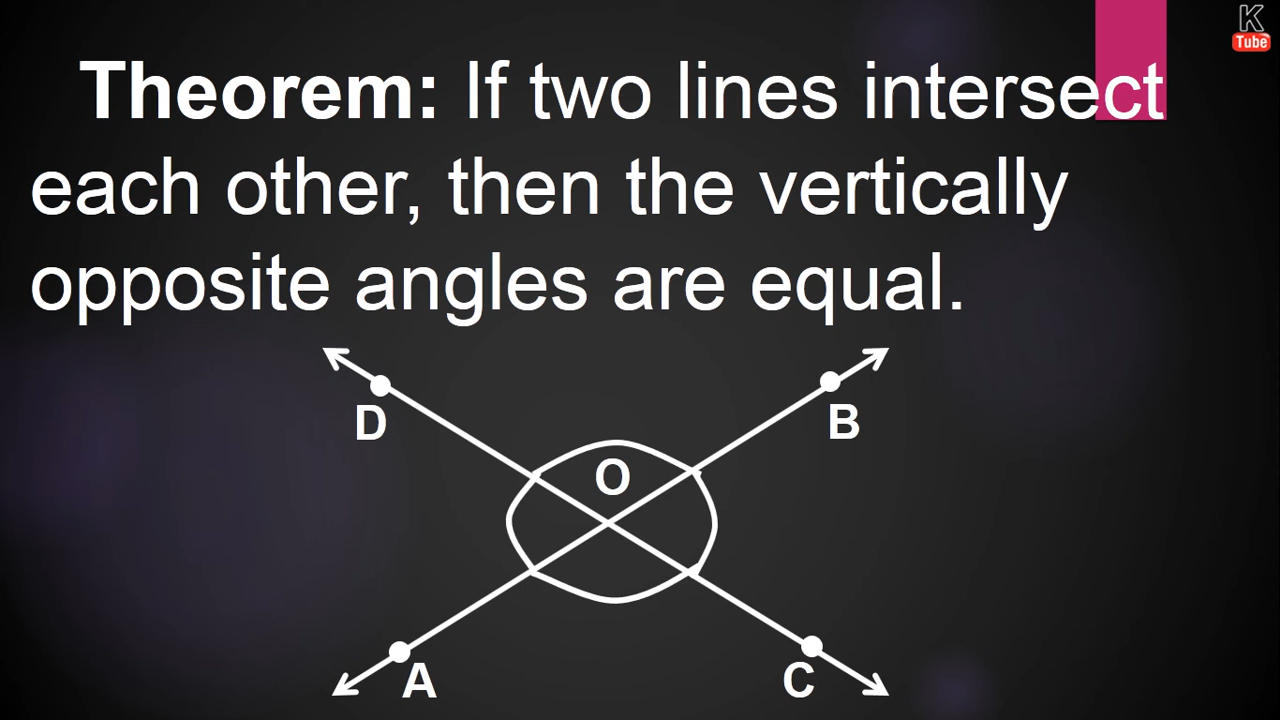 K
Tube
Theorem: If two lines intersect
each other, then the vertically
opposite angles are equal.
D
B
O
A
C